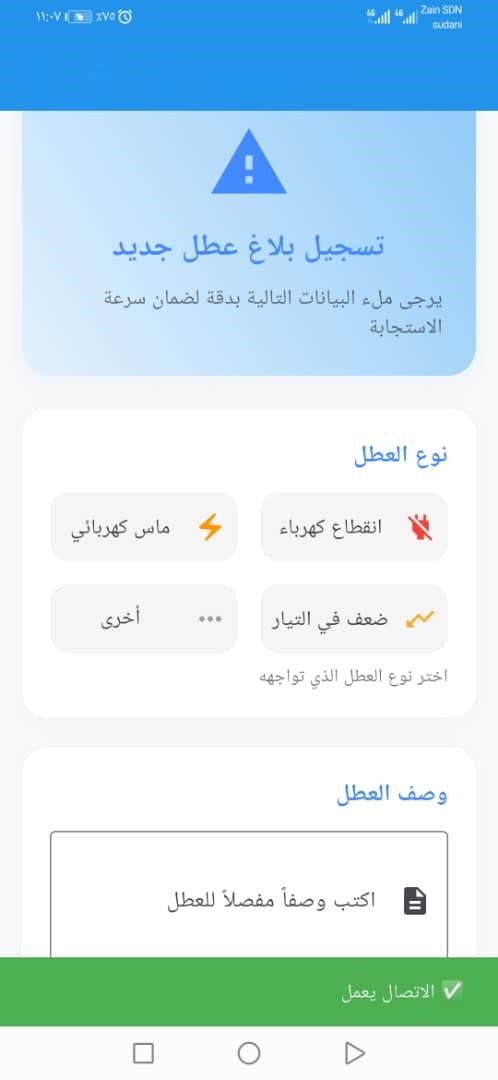 ١١:٠٧
٪٧٥
4G 4G Zain SDN
sudani
تسجيل بلاغ عطل جديد
يرجى ملء البيانات التالية بدقة لضمان سرعة
الاستجابة
نوع العطل
انقطاع كهرباء
ماس كهربائي
ضعف في التيار
أخرى
اختر نوع العطل الذي تواجهه
وصف العطل
اكتب وصفاً مفصلاً للعطل
✅ الاتصال يعمل